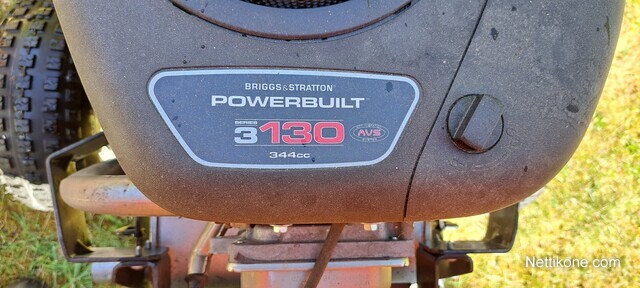 BRIGGS&STRATTON
POWERBUILT
SERIES
3130
AVS
344cc
Nettikone.com